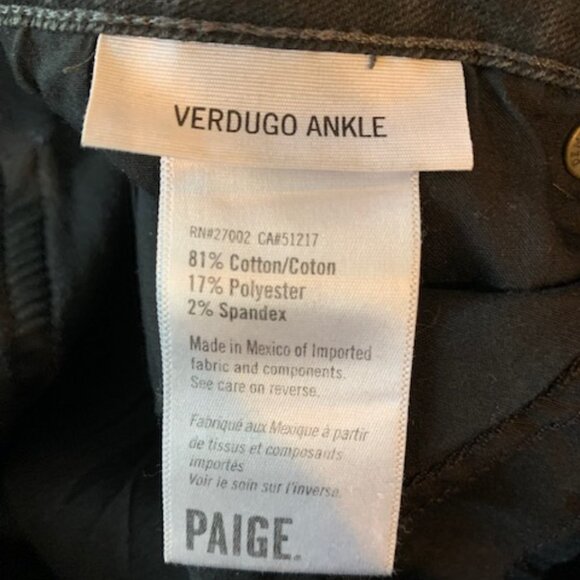 VERDUGO ANKLE
RN#27002 CA#51217
81% Cotton/Coton
17% Polyester
2% Spandex
Made in Mexico of Imported
fabric and components.
See care on reverse.
Fabriqué aux Mexique à partir
de tissus et composants
importés
Voir le soin sur l'inverse.
PAIGE.